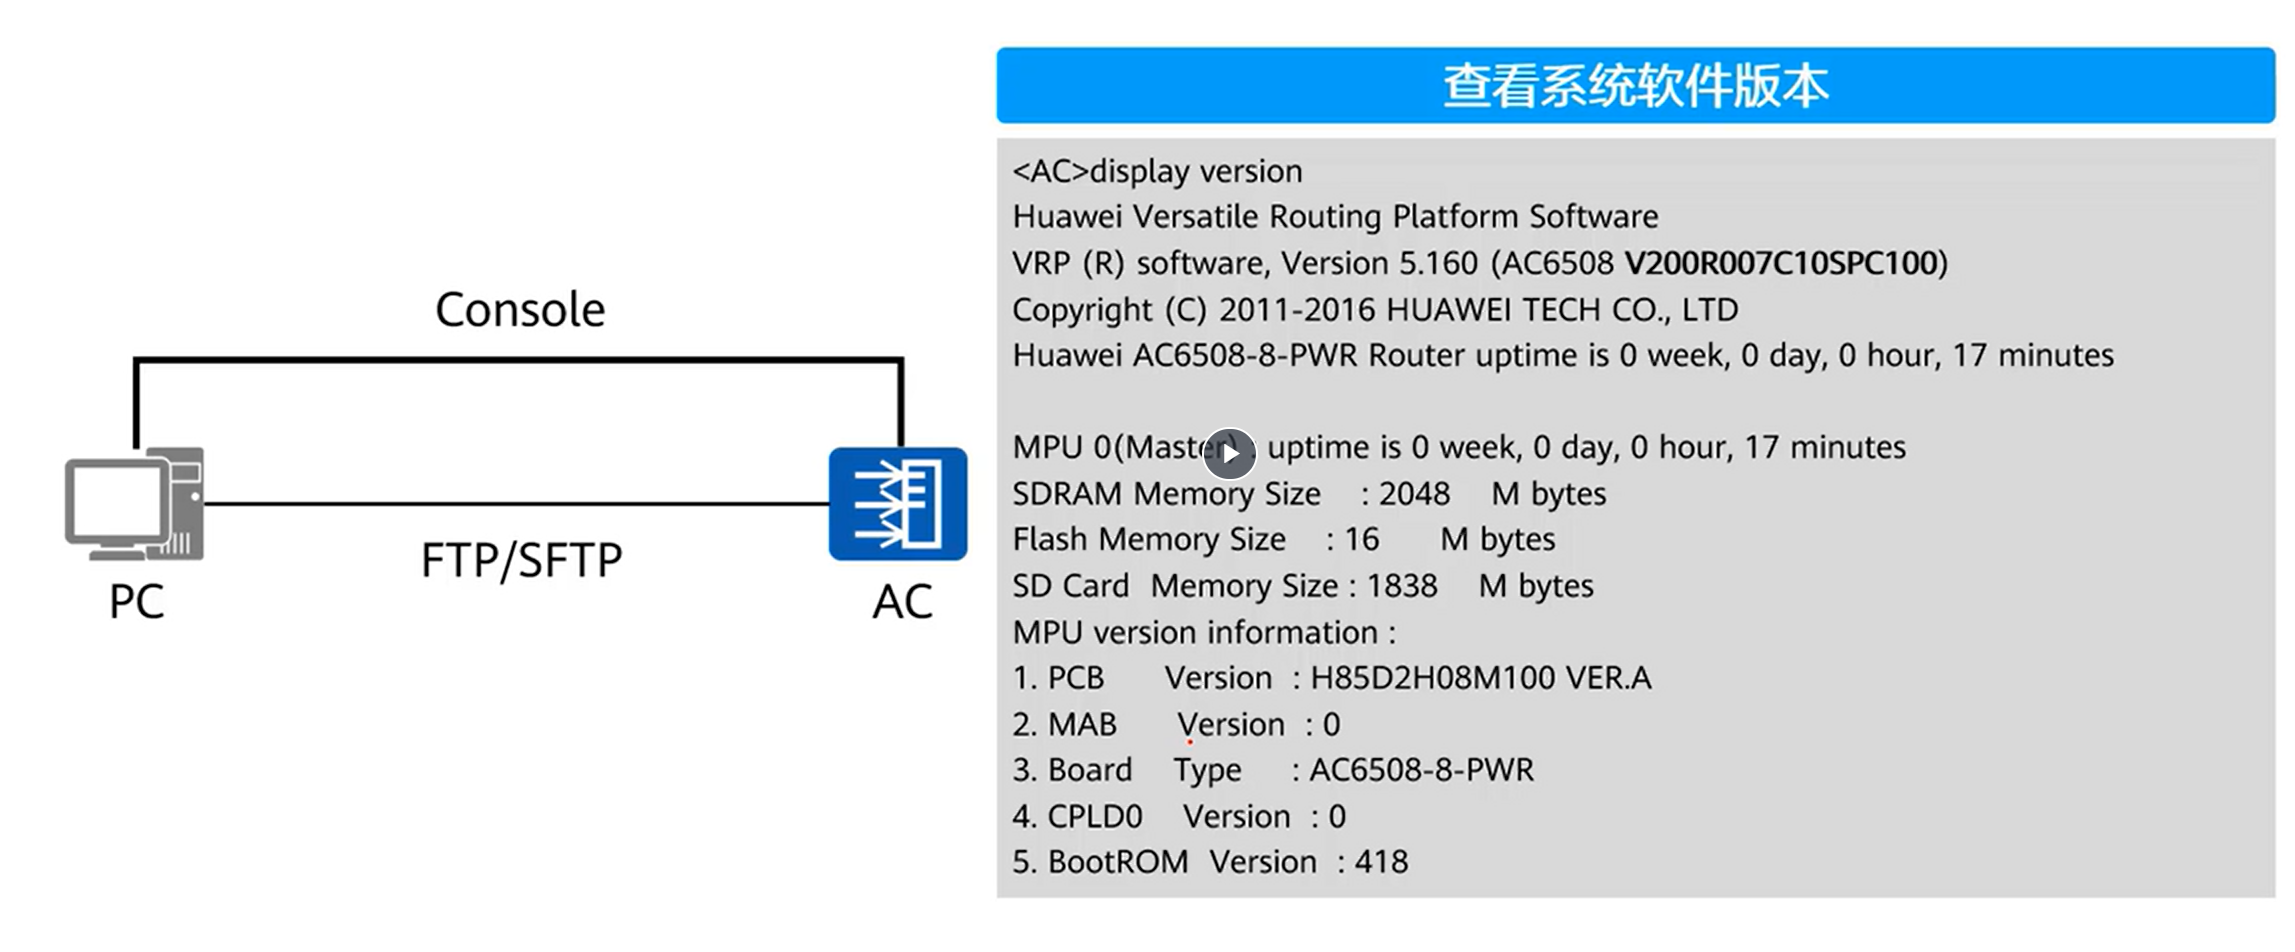 Console
FTP/SFTP
PC
AC
查看系统软件版本
<AC>display version
Huawei Versatile Routing Platform Software
VRP (R) software, Version 5.160 (AC6508 V200R007C10SPC100)
Copyright (C) 2011-2016 HUAWEI TECH CO., LTD
Huawei AC6508-8-PWR Router uptime is 0 week, 0 day, 0 hour, 17 minutes
MPU 0(Master) : uptime is 0 week, 0 day, 0 hour, 17 minutes
SDRAM Memory Size : 2048 M bytes
Flash Memory Size : 16 M bytes
SD Card Memory Size : 1838 M bytes
MPU version information :
1. PCB Version : H85D2H08M100 VER.A
2. MAB Version : 0
3. Board Type : AC6508-8-PWR
4. CPLD0 Version : 0
5. BootROM Version : 418